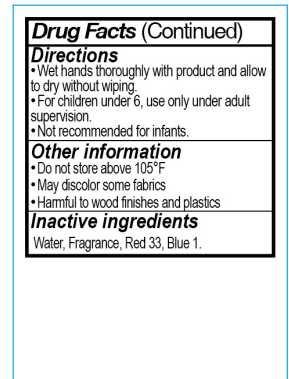 Drug Facts (Continued)
Directions
• Wet hands thoroughly with product and allow
to dry without wiping.
• For children under 6, use only under adult
supervision.
• Not recommended for infants.
Other information
• Do not store above 105°F
• May discolor some fabrics
• Harmful to wood finishes and plastics
Inactive ingredients
Water, Fragrance, Red 33, Blue 1.